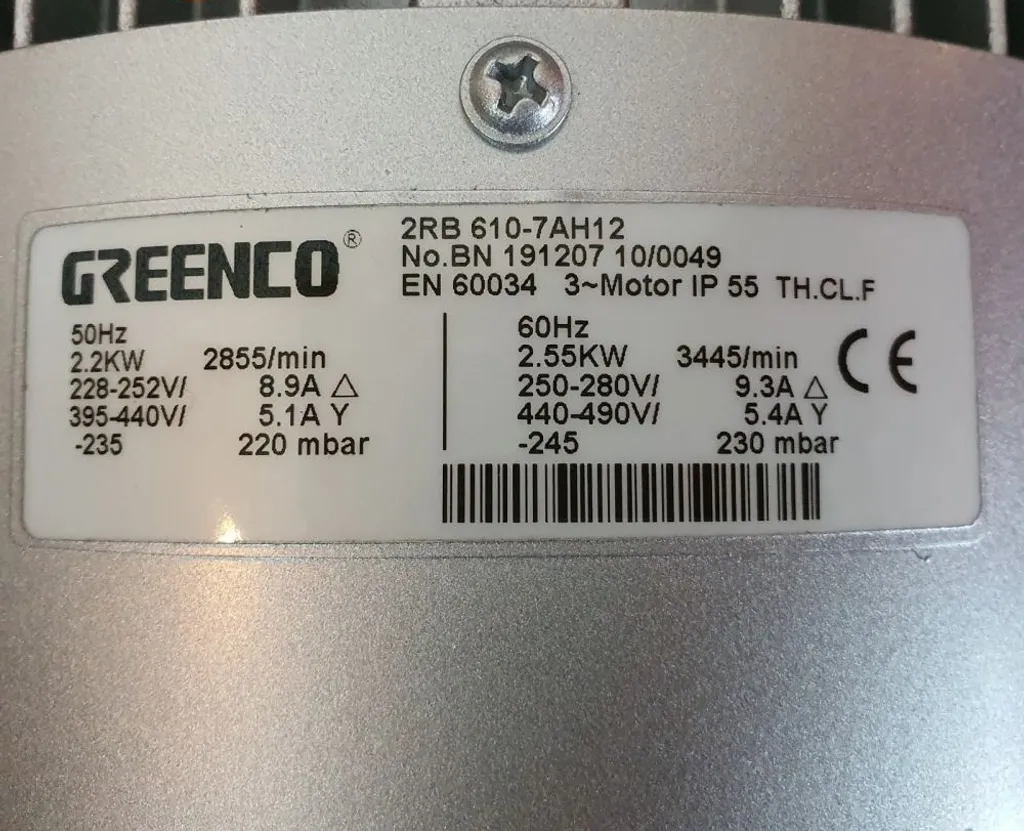 GREENCO®
2RB 610-7AH12
No.BN 191207 10/0049
EN 60034 3~Motor IP 55 TH.CL.F
50Hz
2.2KW 2855/min
228-252V/ 8.9A △
395-440V/ 5.1A Y
-235 220 mbar
60Hz
2.55KW 3445/min
250-280V/ 9.3A △
440-490V/ 5.4A Y
-245 230 mbar
CE